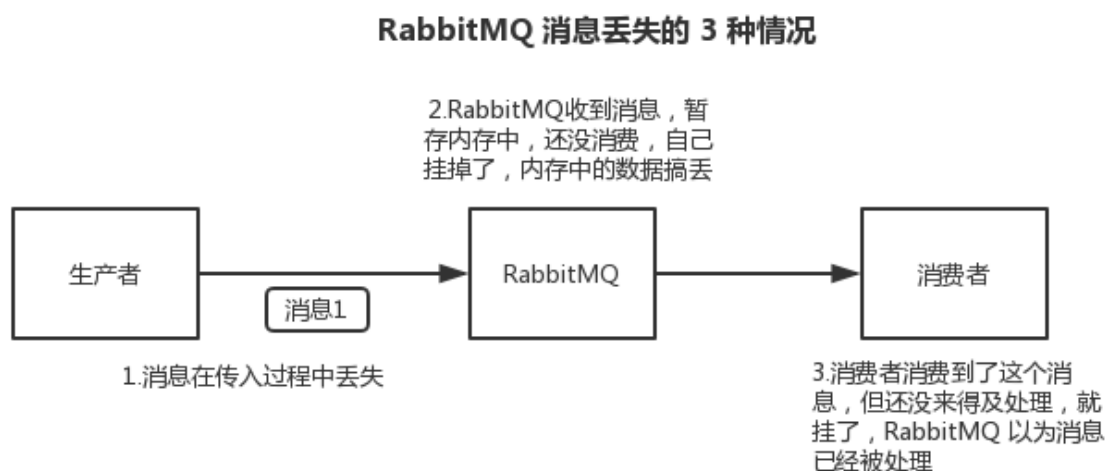 RabbitMQ 消息丢失的 3 种情况
2.RabbitMQ收到消息，暂
存内存中，还没消费，自己
挂掉了，内存中的数据搞丢
生产者
RabbitMQ
消费者
消息1
1.消息在传入过程中丢失
3.消费者消费到了这个消
息，但还没来得及处理，就
挂了，RabbitMQ 以为消息
已经被处理